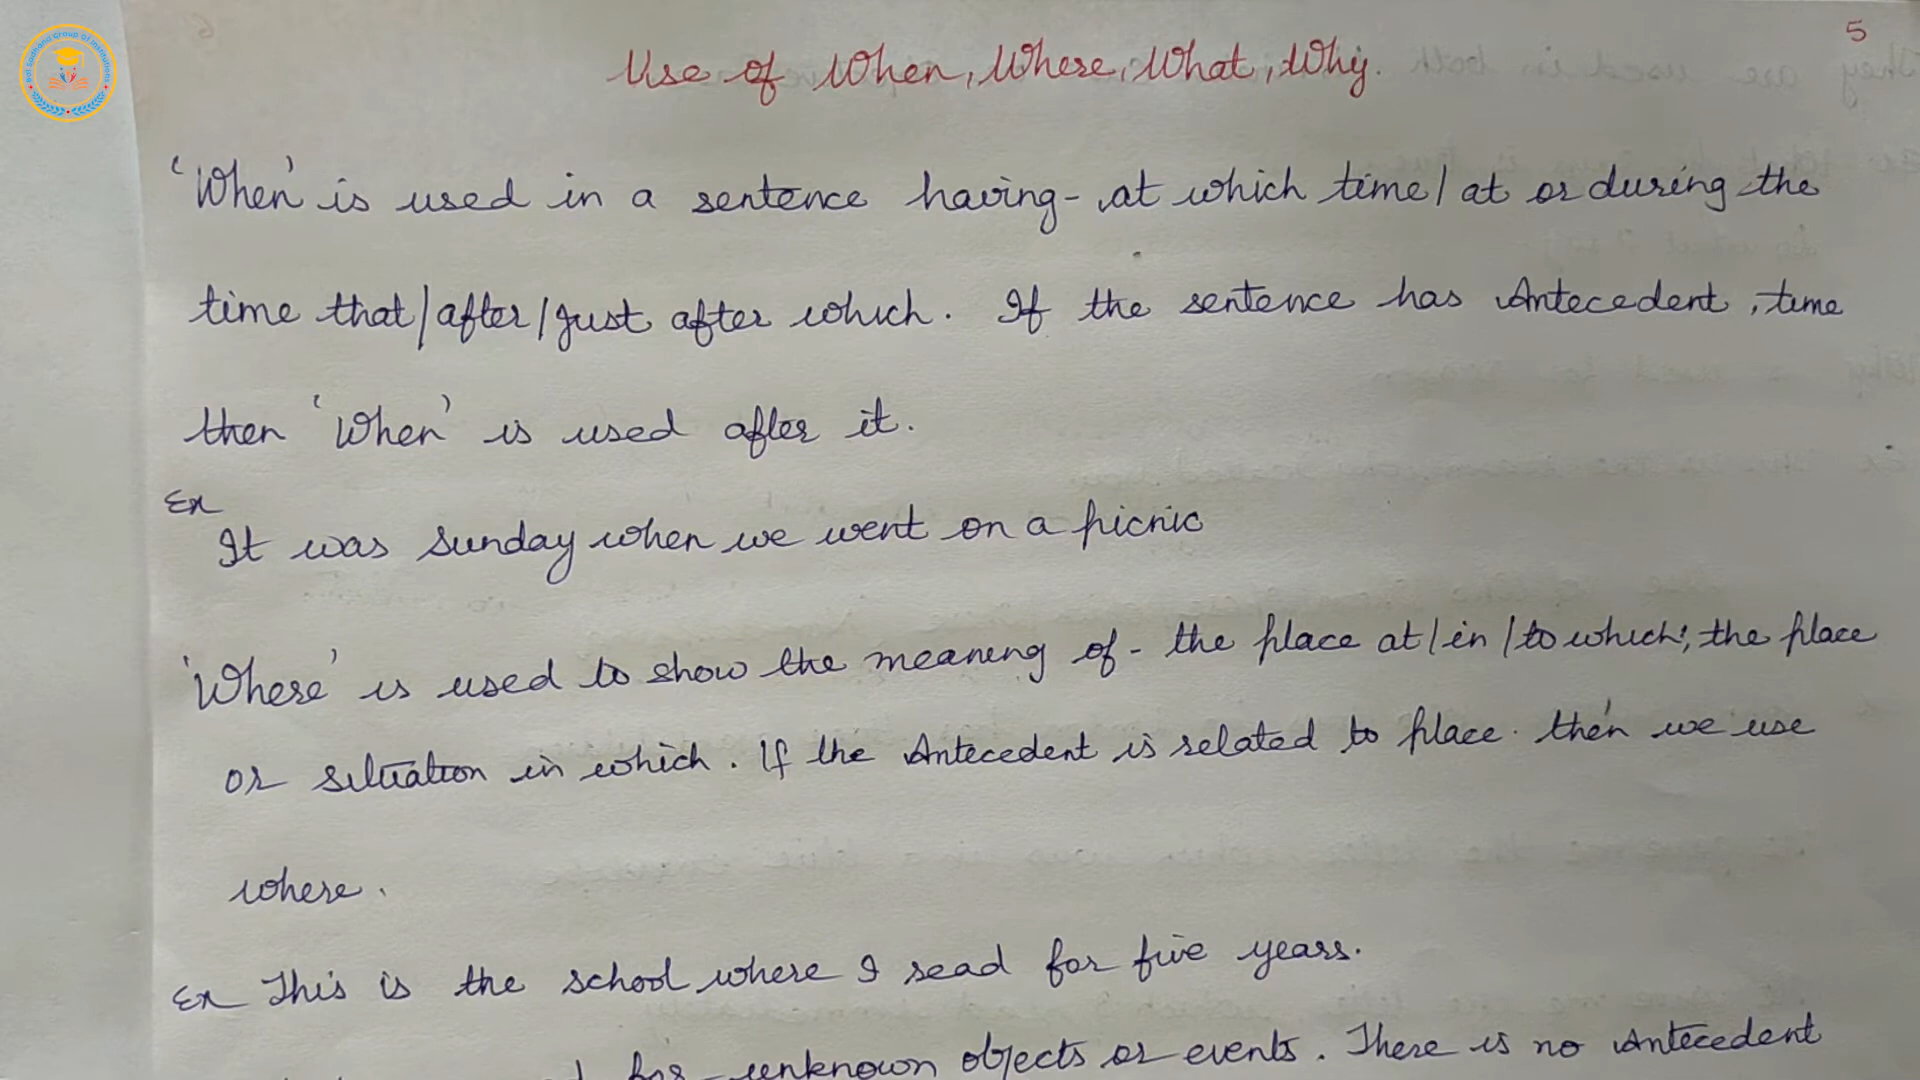 5
Use of When, Where, What, Why.
'When' is used in a sentence having - at which time / at or during the
time that / after / just after which. If the sentence has Antecedent, time
then 'When' is used after it.
Ex
It was Sunday when we went on a picnic
'Where' is used to show the meaning of - the place at / in / to which; the place
or situation in which. If the Antecedent is related to place. then we use
where.
Ex This is the school where I read for five years.
for unknown objects or events. There is no Antecedent